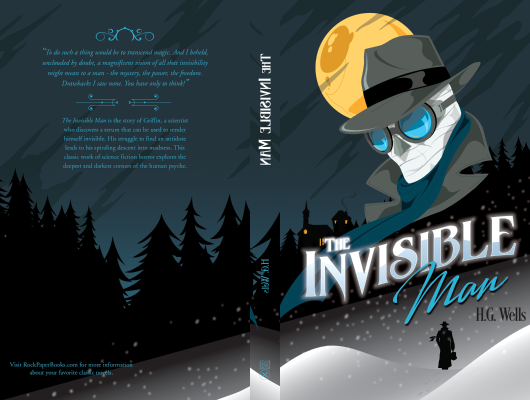 "To do such a thing would be to transcend magic. And I beheld,
unclouded by doubt, a magnificent vision of all that invisibility
might mean to a man - the mystery, the power, the freedom.
Drawbacks I saw none. You have only to think!"
The Invisible Man is the story of Griffin, a scientist
who discovers a serum that can be used to render
himself invisible. His struggle to find an antidote
leads to his spiraling descent into madness. This
classic work of science fiction horror explores the
deeper and darkest corners of the human psyche.
Visit RockPaperBooks.com for more information
about your favorite classic novels.
THE INVISIBLE MAN
H.G. Wells
THE
INVISIBLE
Man
H.G. Wells